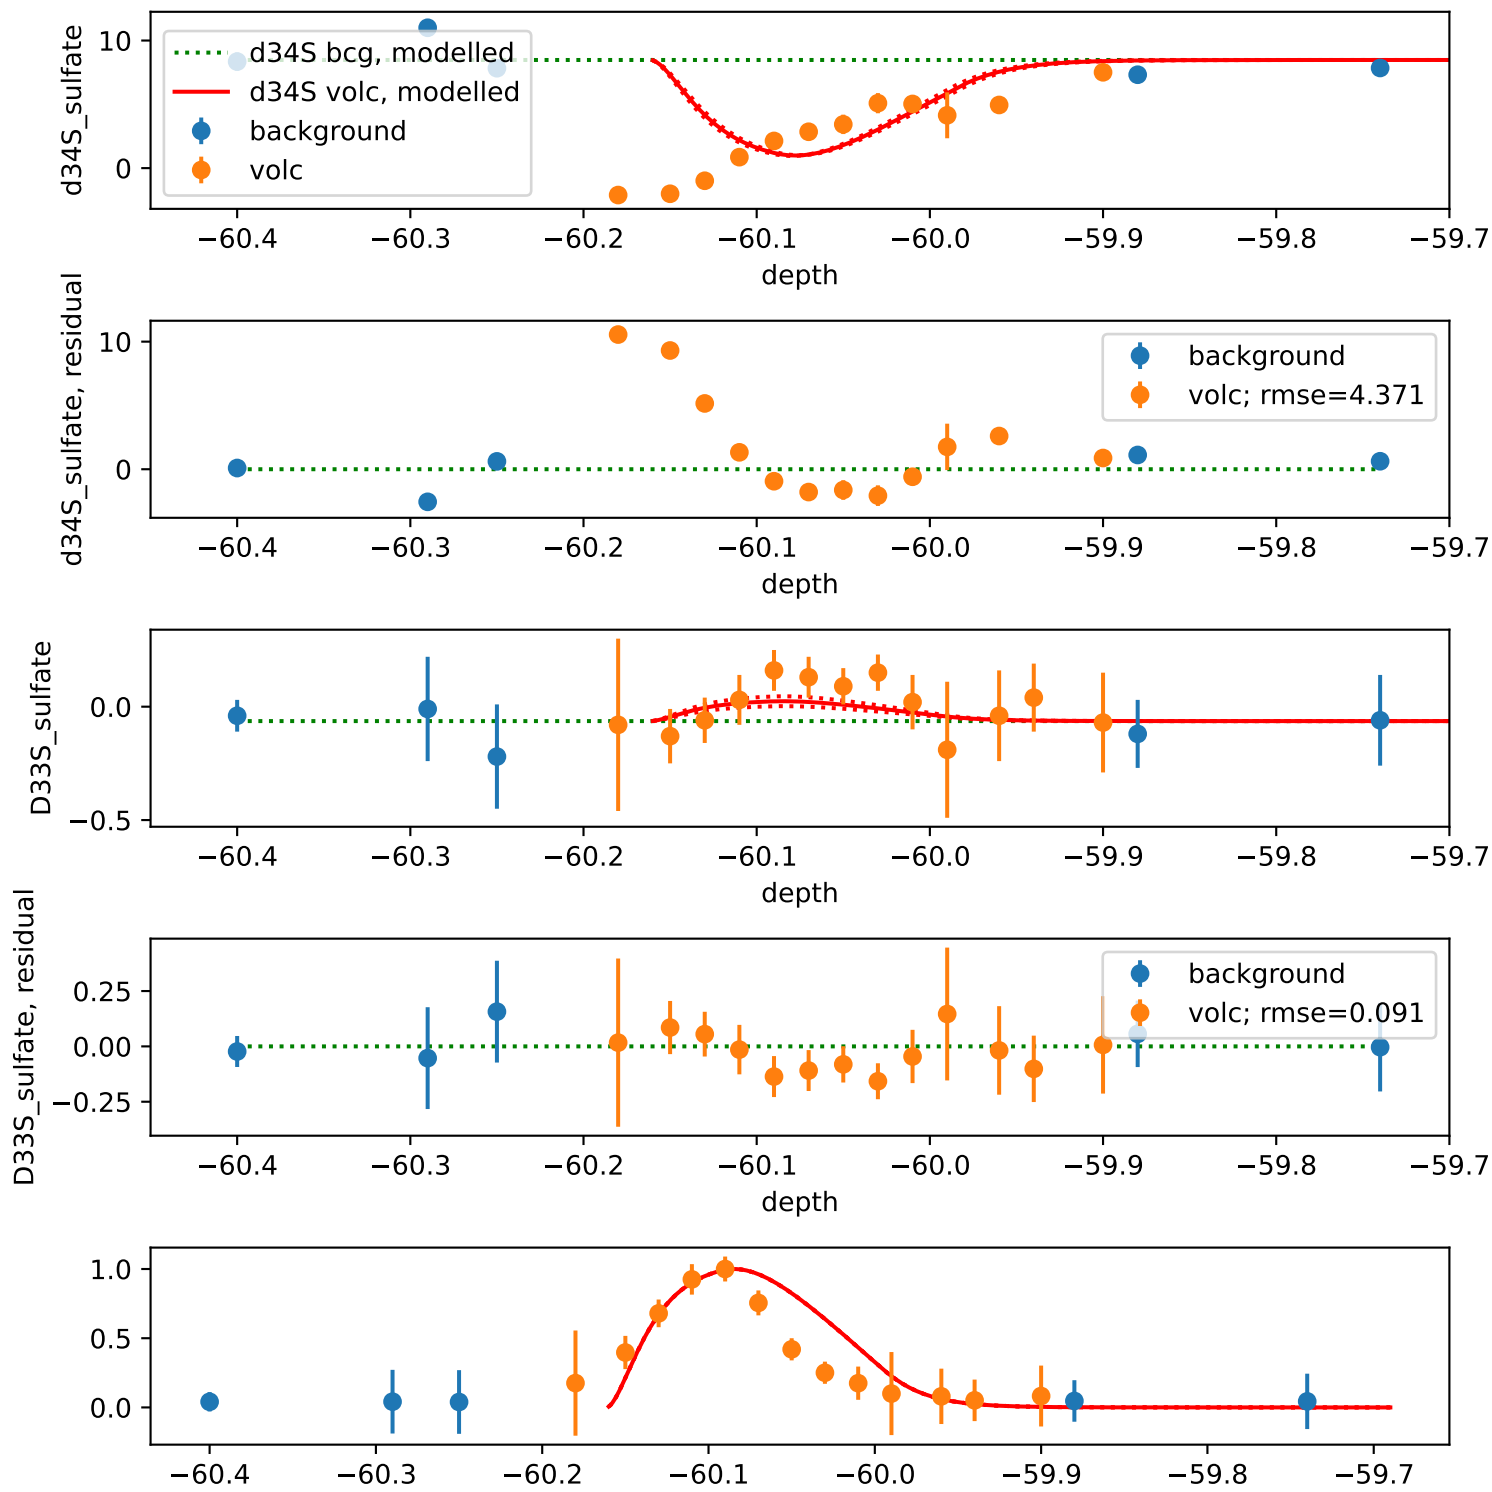 d34S_sulfate
10
0
d34S bcg, modelled
d34S volc, modelled
background
volc
−60.4 −60.3 −60.2 −60.1 −60.0 −59.9 −59.8 −59.7
depth
d34S_sulfate, residual
10
0
background
volc; rmse=4.371
−60.4 −60.3 −60.2 −60.1 −60.0 −59.9 −59.8 −59.7
depth
D33S_sulfate
0.0
−0.5
−60.4 −60.3 −60.2 −60.1 −60.0 −59.9 −59.8 −59.7
depth
D33S_sulfate, residual
0.25
0.00
−0.25
background
volc; rmse=0.091
−60.4 −60.3 −60.2 −60.1 −60.0 −59.9 −59.8 −59.7
depth
1.0
0.5
0.0
−60.4 −60.3 −60.2 −60.1 −60.0 −59.9 −59.8 −59.7